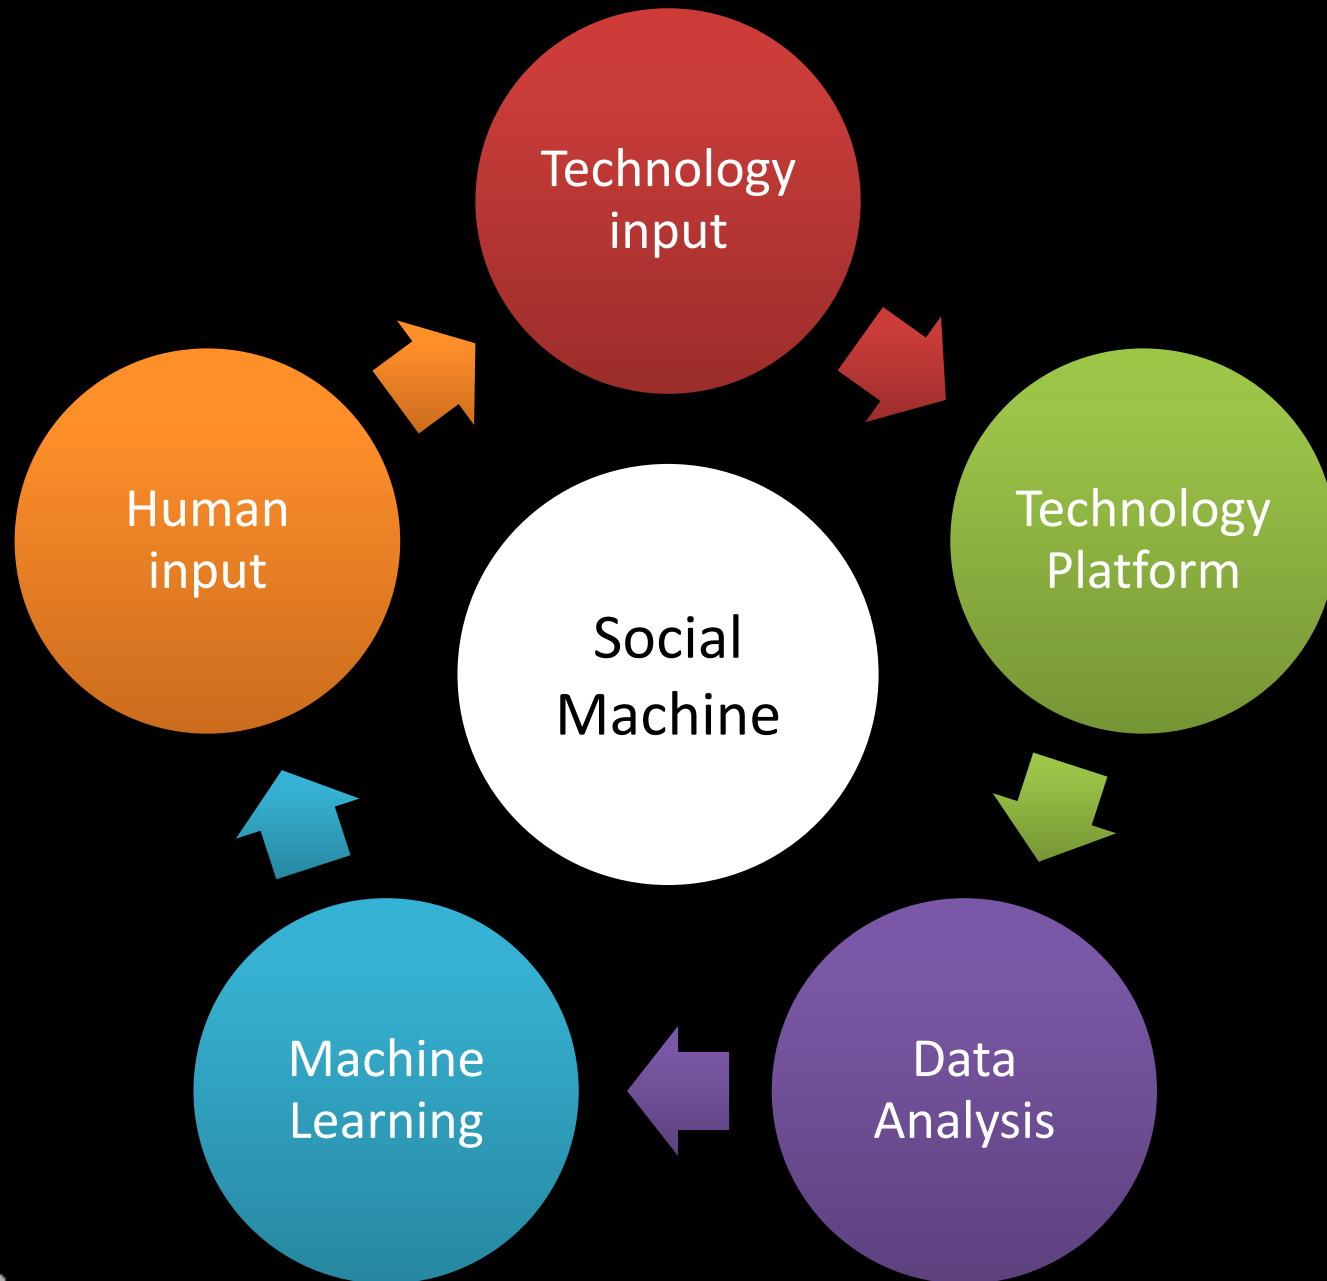 Technology
input
Human
input
Technology
Platform
Social
Machine
Machine
Learning
Data
Analysis